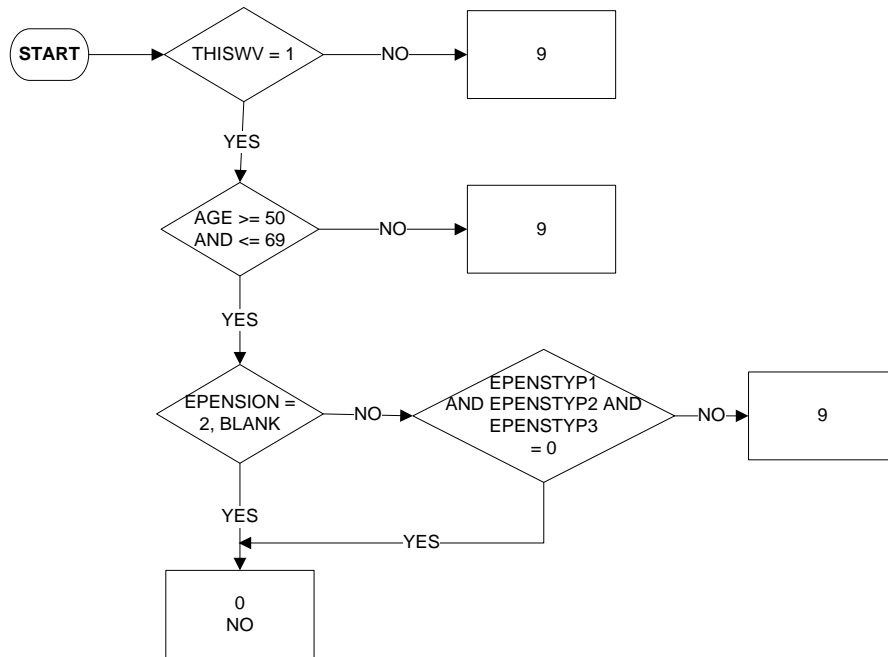 START
THISWV = 1
NO
9
YES
AGE >= 50
AND <= 69
NO
9
YES
EPENSION =
2, BLANK
NO
EPENSTYP1
AND EPENSTYP2 AND
EPENSTYP3
= 0
NO
9
YES
YES
0
NO